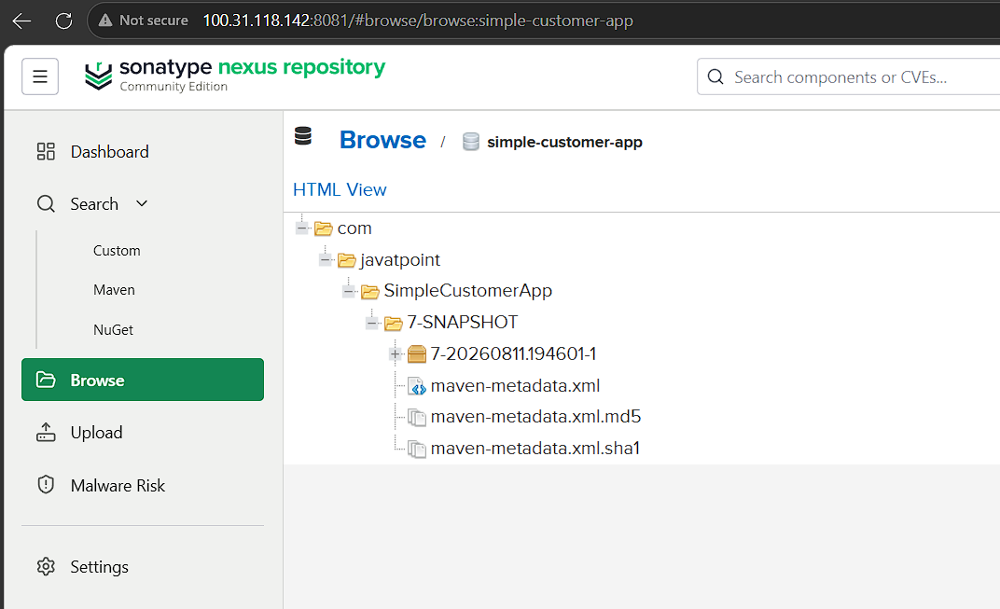 Not secure 100.31.118.142:8081/#browse/browse:simple-customer-app
sonatype nexus repository
Community Edition
Search components or CVEs...
Dashboard
Search
Custom
Maven
NuGet
Browse
Upload
Malware Risk
Settings
Browse / simple-customer-app
HTML View
com
javatpoint
SimpleCustomerApp
7-SNAPSHOT
7-20260811.194601-1
maven-metadata.xml
maven-metadata.xml.md5
maven-metadata.xml.sha1